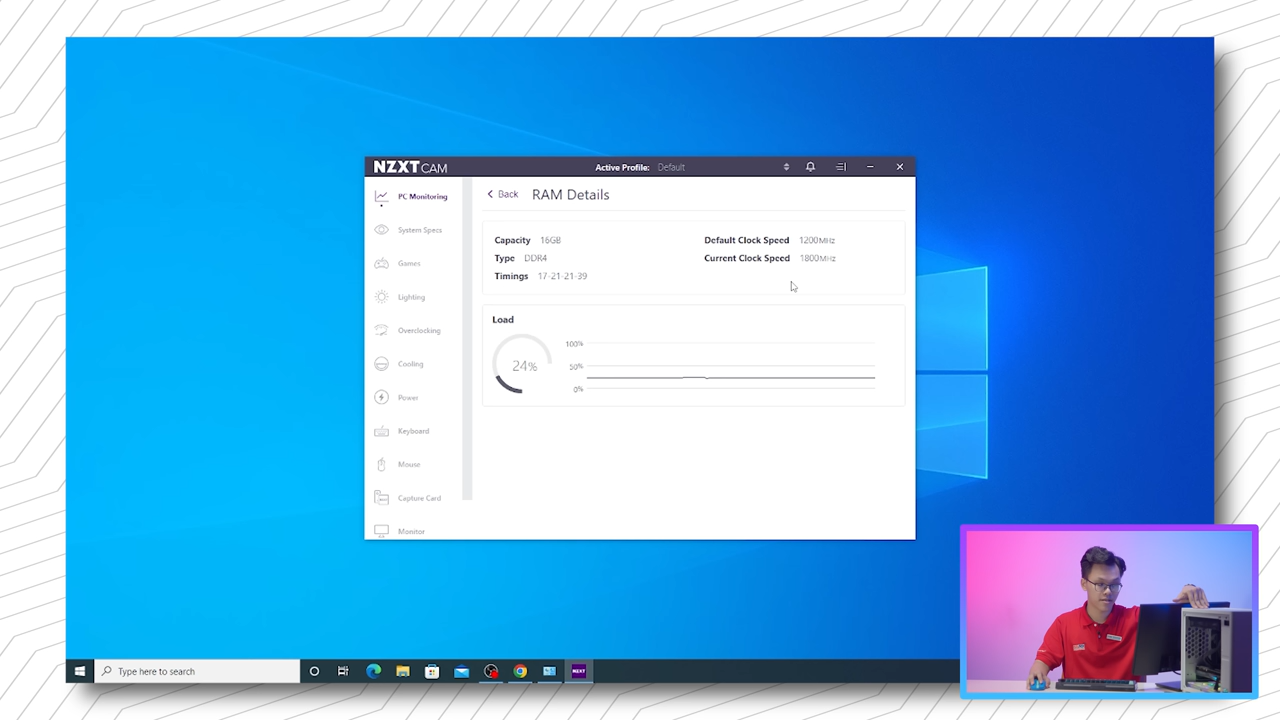 NZXT CAM
Active Profile: Default
PC Monitoring
System Specs
Games
Lighting
Overclocking
Cooling
Power
Keyboard
Mouse
Capture Card
Monitor
Back RAM Details
Capacity 16GB
Type DDR4
Timings 17-21-21-39
Default Clock Speed 1200MHz
Current Clock Speed 1800MHz
Load
24%
100%
50%
0%
Type here to search
NZXT